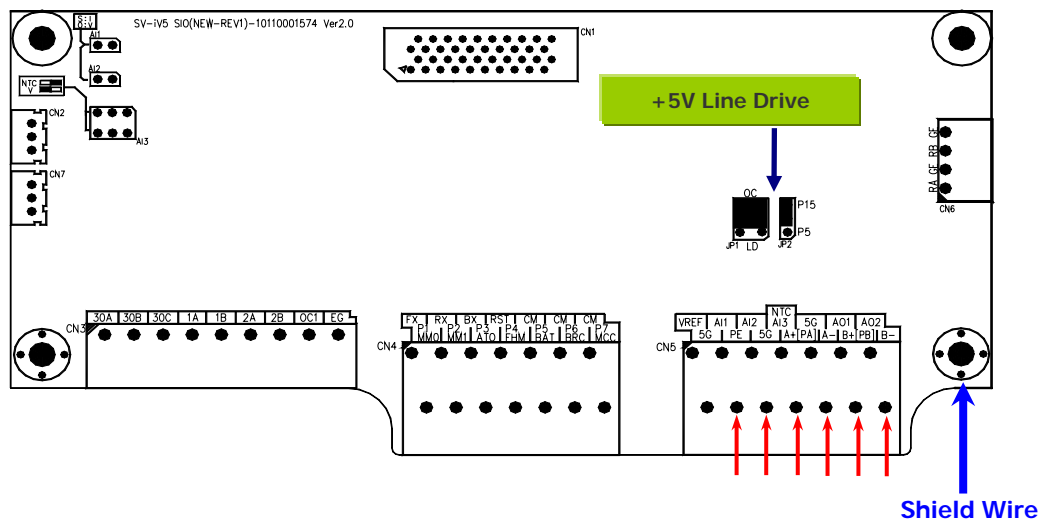 S:I
O:V
SV-iV5 SIO(NEW-REV1)-10110001574 Ver2.0
AI1
CN1
AI2
NTC
V
+5V Line Drive
CN2
AI3
CN7
RA GF RB GF
CN6
OC
P15
P5
JP1 LD JP2
30A 30B 30C 1A 1B 2A 2B OC1 EG
CN3
FX RX BX RST CM CM CM
P1 P2 P3 P4 P5 P6 P7
MM0 MM1 ATO FHM BAT BRC MCC
CN4
NTC
VREF AI1 AI2 AI3 5G AO1 AO2
5G PE 5G A+ PA A- B+ PB B-
CN5
Shield Wire